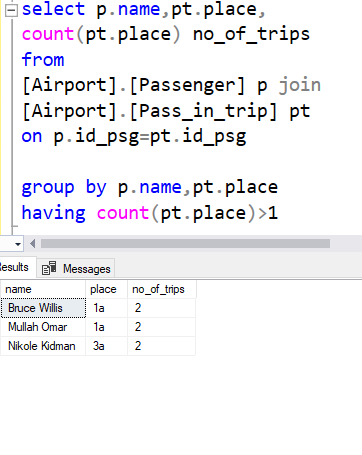 select p.name,pt.place,
count(pt.place) no_of_trips
from
[Airport].[Passenger] p join
[Airport].[Pass_in_trip] pt
on p.id_psg=pt.id_psg
group by p.name,pt.place
having count(pt.place)>1
Results Messages
name place no_of_trips
Bruce Willis 1a 2
Mullah Omar 1a 2
Nikole Kidman 3a 2